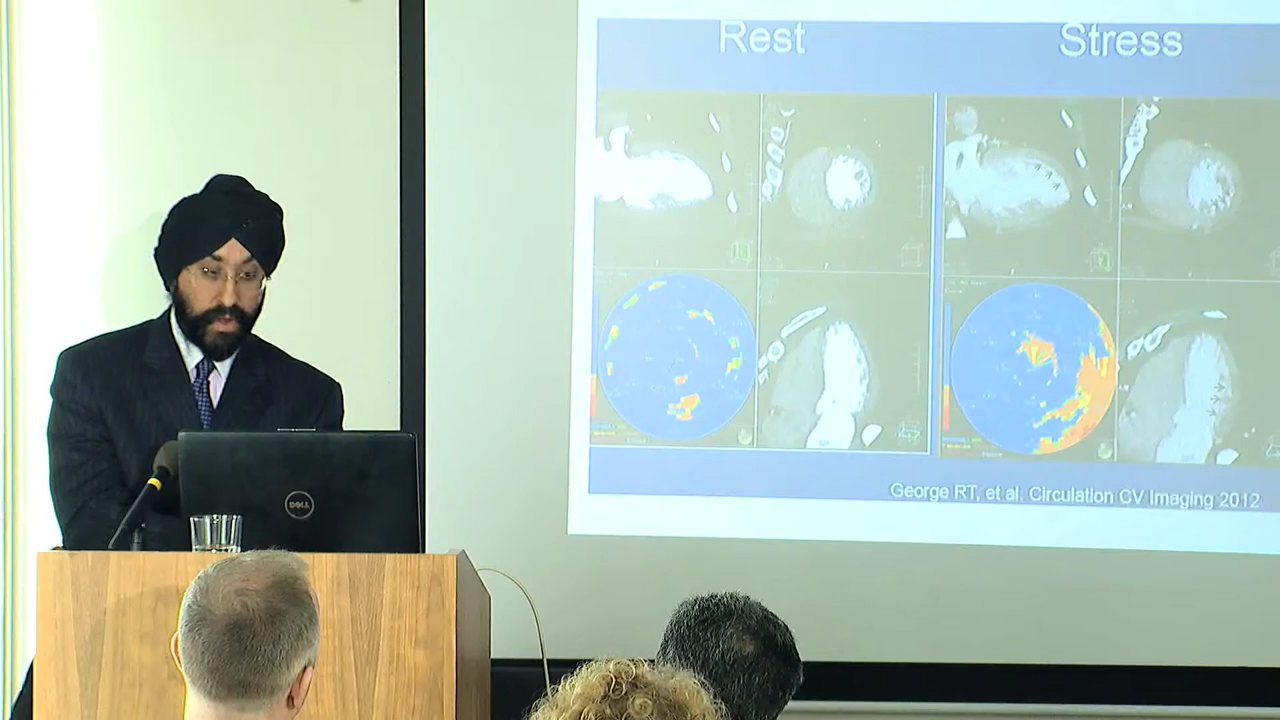 Rest
Stress
George RT, et al. Circulation CV Imaging 2012
DELL